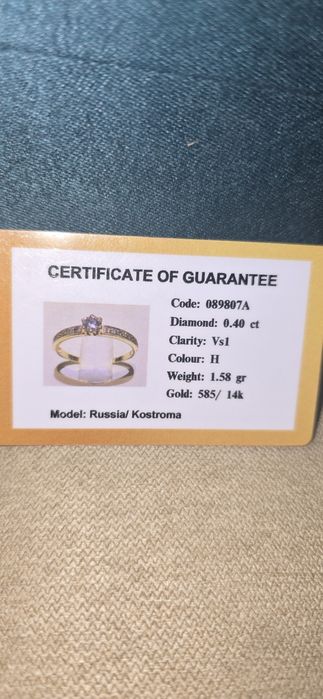 CERTIFICATE OF GUARANTEE
Code: 089807A
Diamond: 0.40 ct
Clarity: Vs1
Colour: H
Weight: 1.58 gr
Gold: 585/ 14k
Model: Russia/ Kostroma